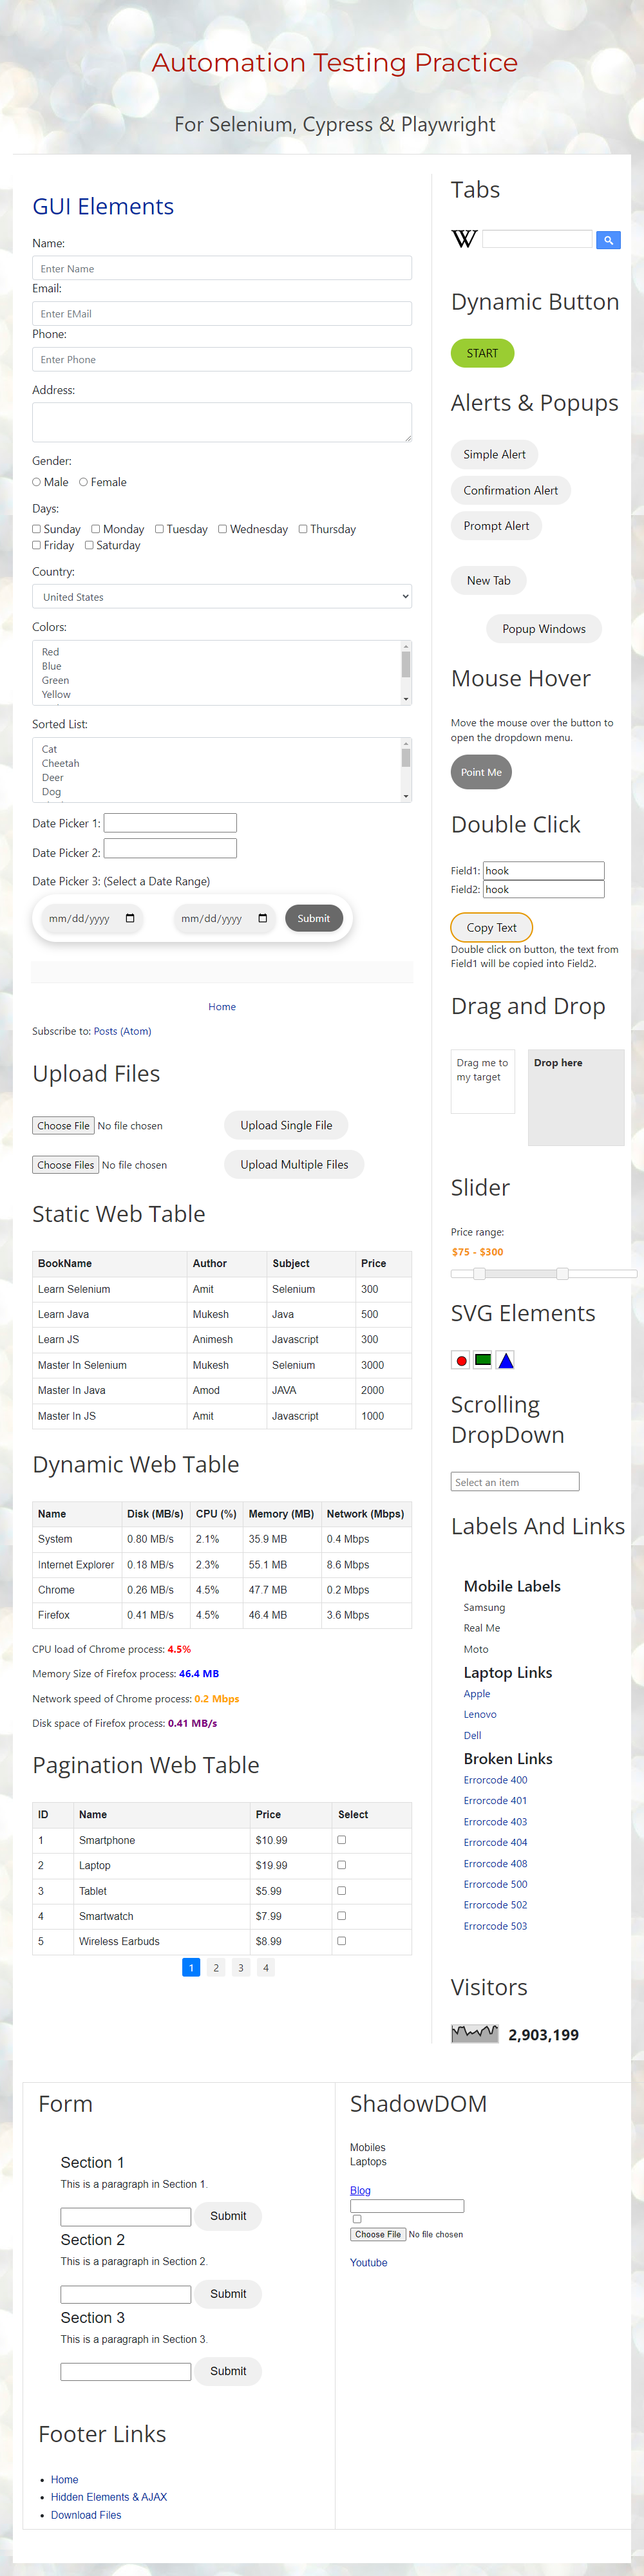 Automation Testing Practice
For Selenium, Cypress & Playwright
GUI Elements
Name:
Enter Name
Email:
Enter EMail
Phone:
Enter Phone
Address:
Gender:
Male Female
Days:
Sunday Monday Tuesday Wednesday Thursday
Friday Saturday
Country:
United States
Colors:
Red
Blue
Green
Yellow
Sorted List:
Cat
Cheetah
Deer
Dog
Date Picker 1:
Date Picker 2:
Date Picker 3: (Select a Date Range)
mm/dd/yyyy mm/dd/yyyy Submit
Home
Subscribe to: Posts (Atom)
Upload Files
Choose File No file chosen Upload Single File
Choose Files No file chosen Upload Multiple Files
Static Web Table
BookName Author Subject Price
Learn Selenium Amit Selenium 300
Learn Java Mukesh Java 500
Learn JS Animesh Javascript 300
Master In Selenium Mukesh Selenium 3000
Master In Java Amod JAVA 2000
Master In JS Amit Javascript 1000
Dynamic Web Table
Name Disk (MB/s) CPU (%) Memory (MB) Network (Mbps)
System 0.80 MB/s 2.1% 35.9 MB 0.4 Mbps
Internet Explorer 0.18 MB/s 2.3% 55.1 MB 8.6 Mbps
Chrome 0.26 MB/s 4.5% 47.7 MB 0.2 Mbps
Firefox 0.41 MB/s 4.5% 46.4 MB 3.6 Mbps
CPU load of Chrome process: 4.5%
Memory Size of Firefox process: 46.4 MB
Network speed of Chrome process: 0.2 Mbps
Disk space of Firefox process: 0.41 MB/s
Pagination Web Table
ID Name Price Select
1 Smartphone $10.99
2 Laptop $19.99
3 Tablet $5.99
4 Smartwatch $7.99
5 Wireless Earbuds $8.99
1 2 3 4
Tabs
W
Dynamic Button
START
Alerts & Popups
Simple Alert
Confirmation Alert
Prompt Alert
New Tab
Popup Windows
Mouse Hover
Move the mouse over the button to
open the dropdown menu.
Point Me
Double Click
Field1: hook
Field2: hook
Copy Text
Double click on button, the text from
Field1 will be copied into Field2.
Drag and Drop
Drag me to
my target
Drop here
Slider
Price range:
$75 - $300
SVG Elements
Scrolling
DropDown
Select an item
Labels And Links
Mobile Labels
Samsung
Real Me
Moto
Laptop Links
Apple
Lenovo
Dell
Broken Links
Errorcode 400
Errorcode 401
Errorcode 403
Errorcode 404
Errorcode 408
Errorcode 500
Errorcode 502
Errorcode 503
Visitors
2,903,199
Form
Section 1
This is a paragraph in Section 1.
Submit
Section 2
This is a paragraph in Section 2.
Submit
Section 3
This is a paragraph in Section 3.
Submit
Footer Links
Home
Hidden Elements & AJAX
Download Files
ShadowDOM
Mobiles
Laptops
Blog
Choose File No file chosen
Youtube